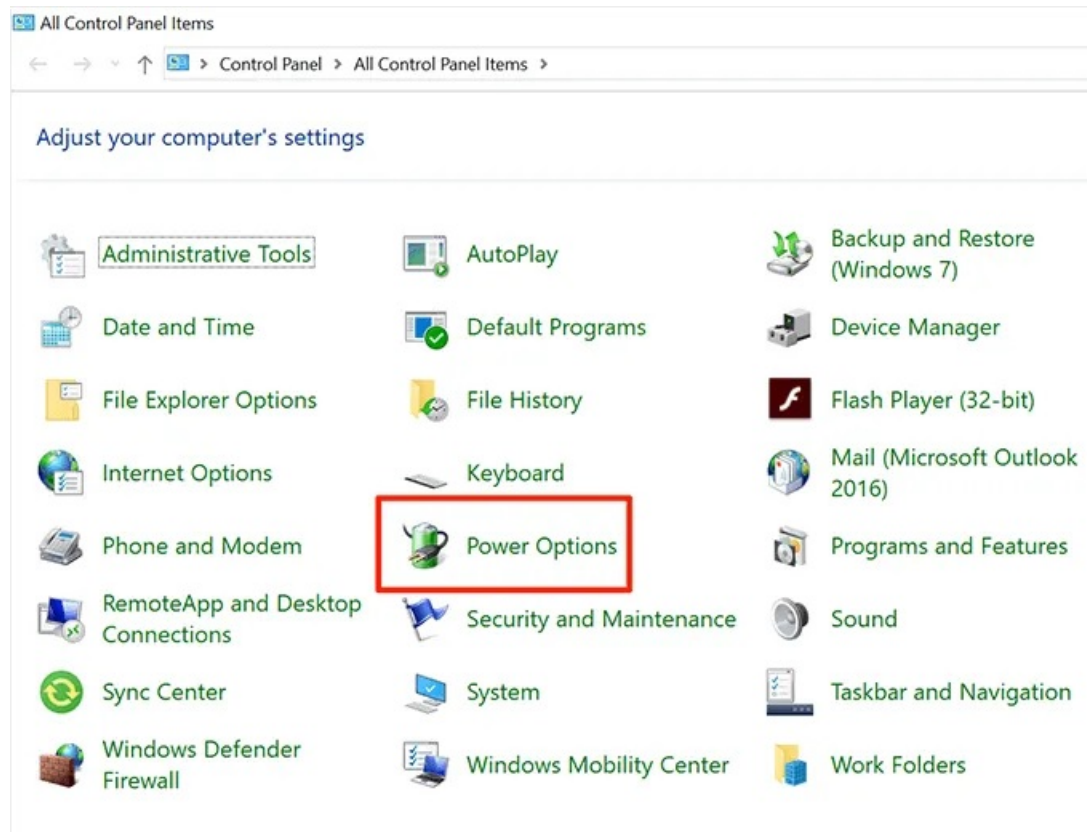 All Control Panel Items
Control Panel > All Control Panel Items >
Adjust your computer's settings
Administrative Tools
AutoPlay
Backup and Restore
(Windows 7)
Date and Time
Default Programs
Device Manager
File Explorer Options
File History
Flash Player (32-bit)
Internet Options
Keyboard
Mail (Microsoft Outlook
2016)
Phone and Modem
Power Options
Programs and Features
RemoteApp and Desktop
Connections
Security and Maintenance
Sound
Sync Center
System
Taskbar and Navigation
Windows Defender
Firewall
Windows Mobility Center
Work Folders